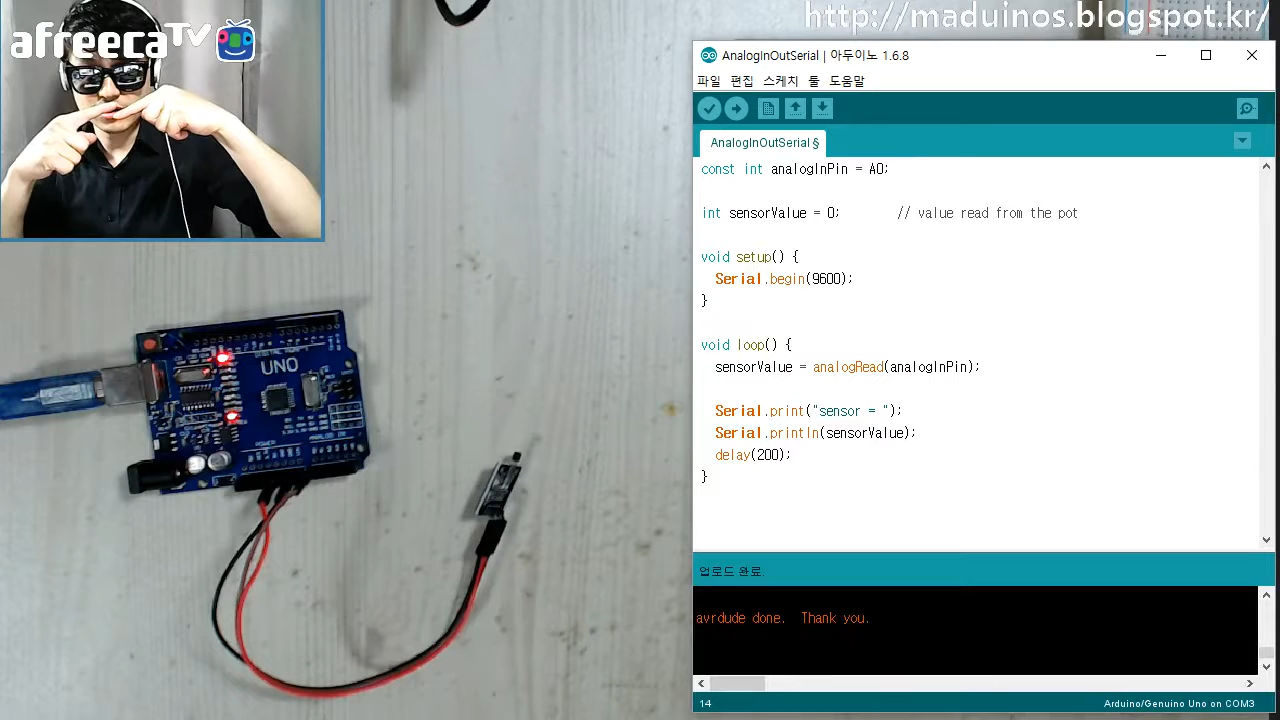 http://maduinos.blogspot.kr/
afreecaTV
AnalogInOutSerial | 아두이노 1.6.8
파일 편집 스케치 툴 도움말
AnalogInOutSerial §
const int analogInPin = A0;
int sensorValue = 0; // value read from the pot
void setup() {
Serial.begin(9600);
}
void loop() {
sensorValue = analogRead(analogInPin);
Serial.print("sensor = ");
Serial.println(sensorValue);
delay(200);
}
업로드 완료.
avrdude done. Thank you.
14
Arduino/Genuino Uno on COM3
UNO
POWER